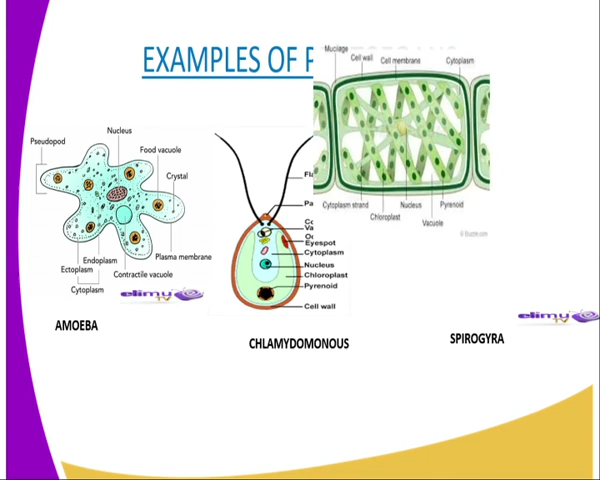 EXAMPLES OF
Mucilage
Cell wall
Cell membrane
Cytoplasm
Cytoplasm strand
Chloroplast
Nucleus
Vacuole
Pyrenoid
Nucleus
Pseudopod
Food vacuole
Crystal
Plasma membrane
Endoplasm
Ectoplasm
Contractile vacuole
Cytoplasm
elimu
TV
AMOEBA
Eyespot
Cytoplasm
Nucleus
Chloroplast
Pyrenoid
Cell wall
CHLAMYDOMONOUS
elimu
SPIROGYRA